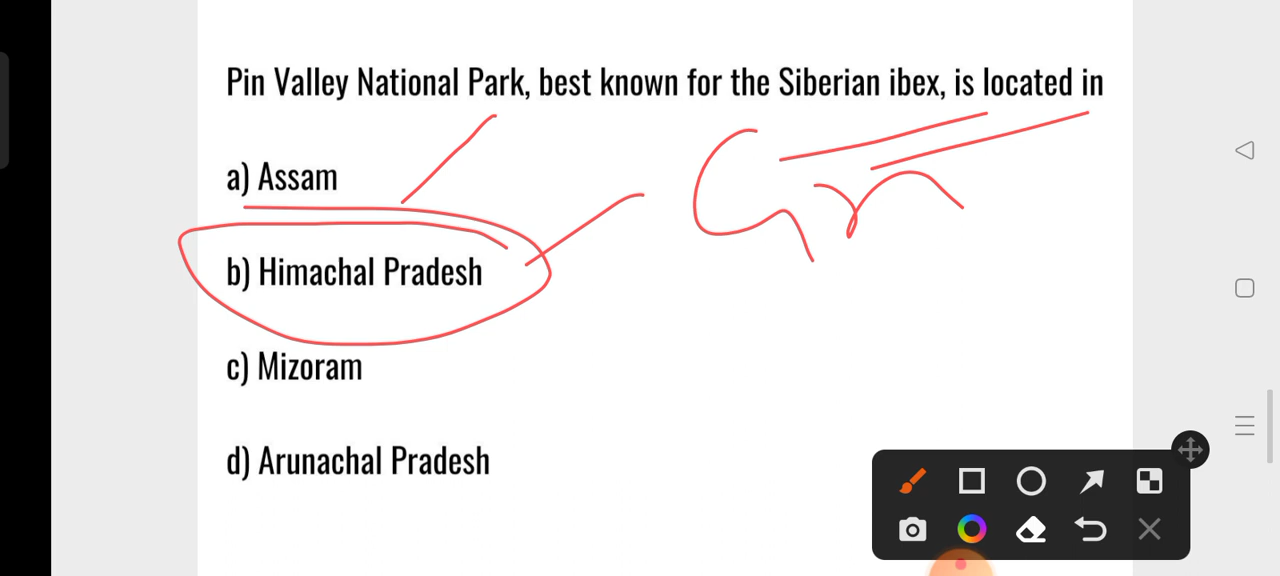 Pin Valley National Park, best known for the Siberian ibex, is located in
a) Assam
b) Himachal Pradesh
c) Mizoram
d) Arunachal Pradesh